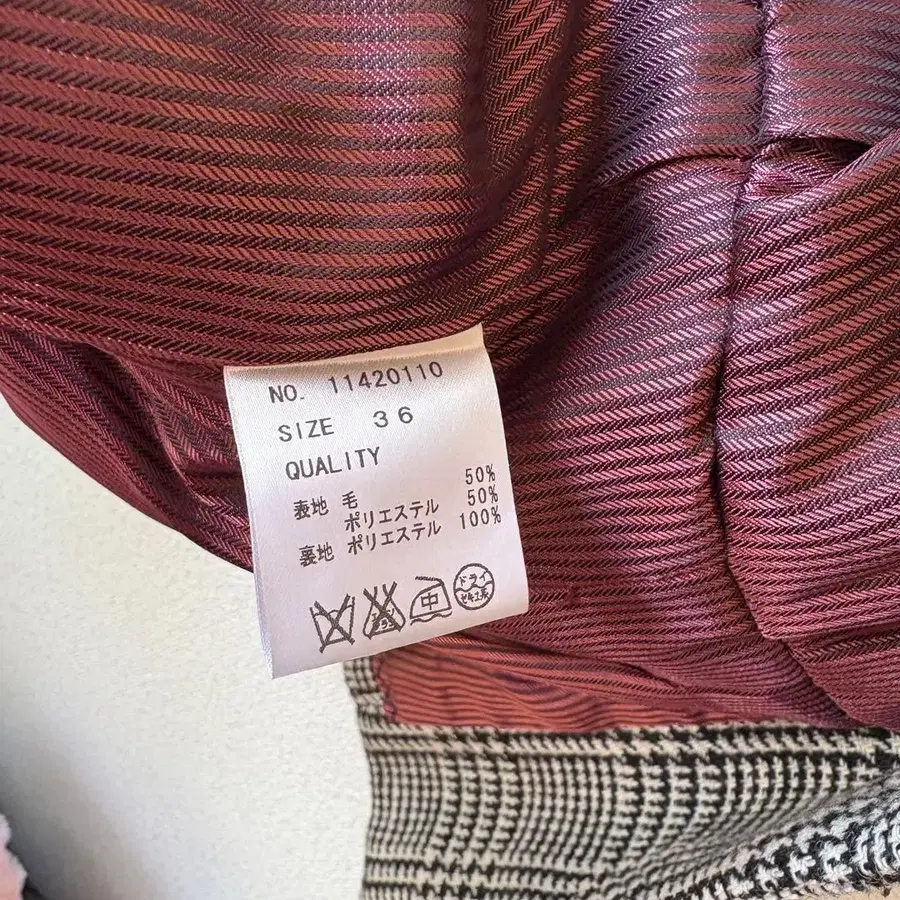 NO. 11420110
SIZE 36
QUALITY
表地 毛 50%
ポリエステル 50%
裏地 ポリエステル 100%
中
ドライ